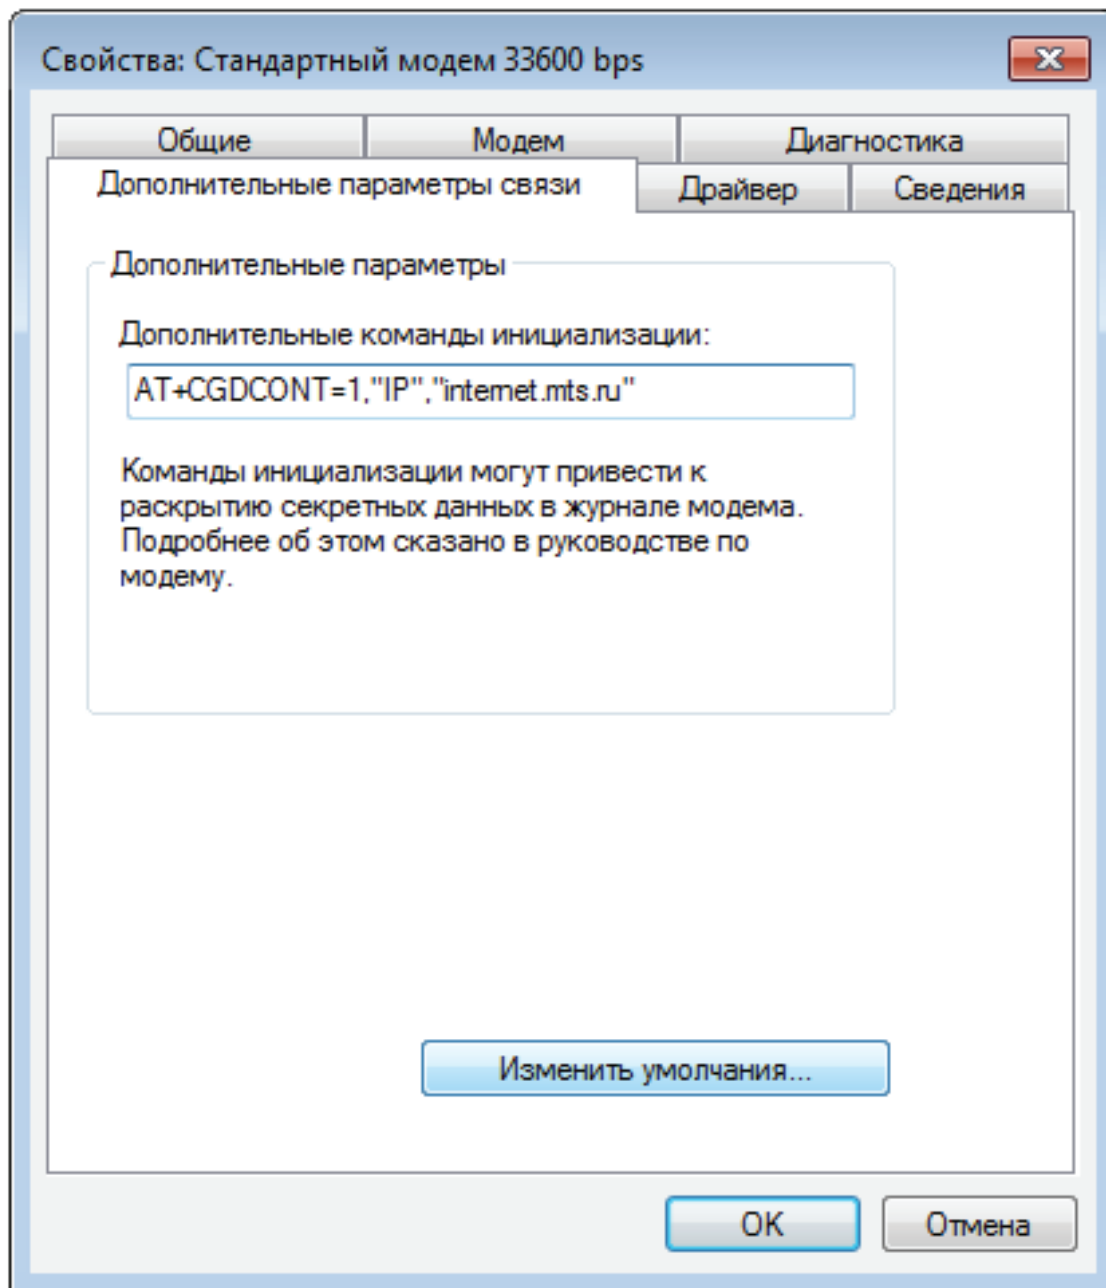 Свойства: Стандартный модем 33600 bps
Общие
Модем
Диагностика
Дополнительные параметры связи
Драйвер
Сведения
Дополнительные параметры
Дополнительные команды инициализации:
AT+CGDCONT=1,"IP","internet.mts.ru"
Команды инициализации могут привести к
раскрытию секретных данных в журнале модема.
Подробнее об этом сказано в руководстве по
модему.
Изменить умолчания...
OK
Отмена